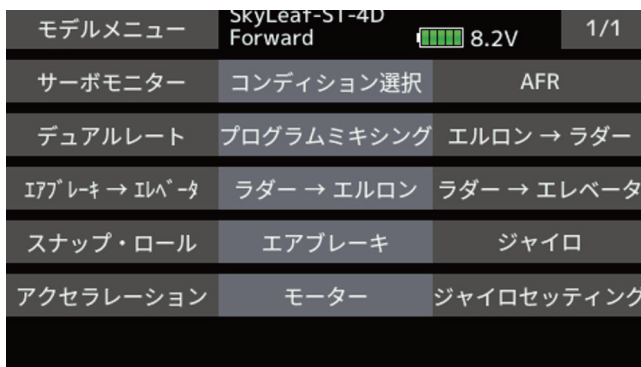 モデルメニュー SkyLeaf-ST-4D 1/1
Forward 8.2V
サーボモニター コンディション選択 AFR
デュアルレート プログラムミキシング エルロン → ラダー
ｴｱﾌﾞﾚｰｷ → ｴﾚﾍﾞｰﾀ ラダー → エルロン ラダー → エレベータ
スナップ・ロール エアブレーキ ジャイロ
アクセラレーション モーター ジャイロセッティング